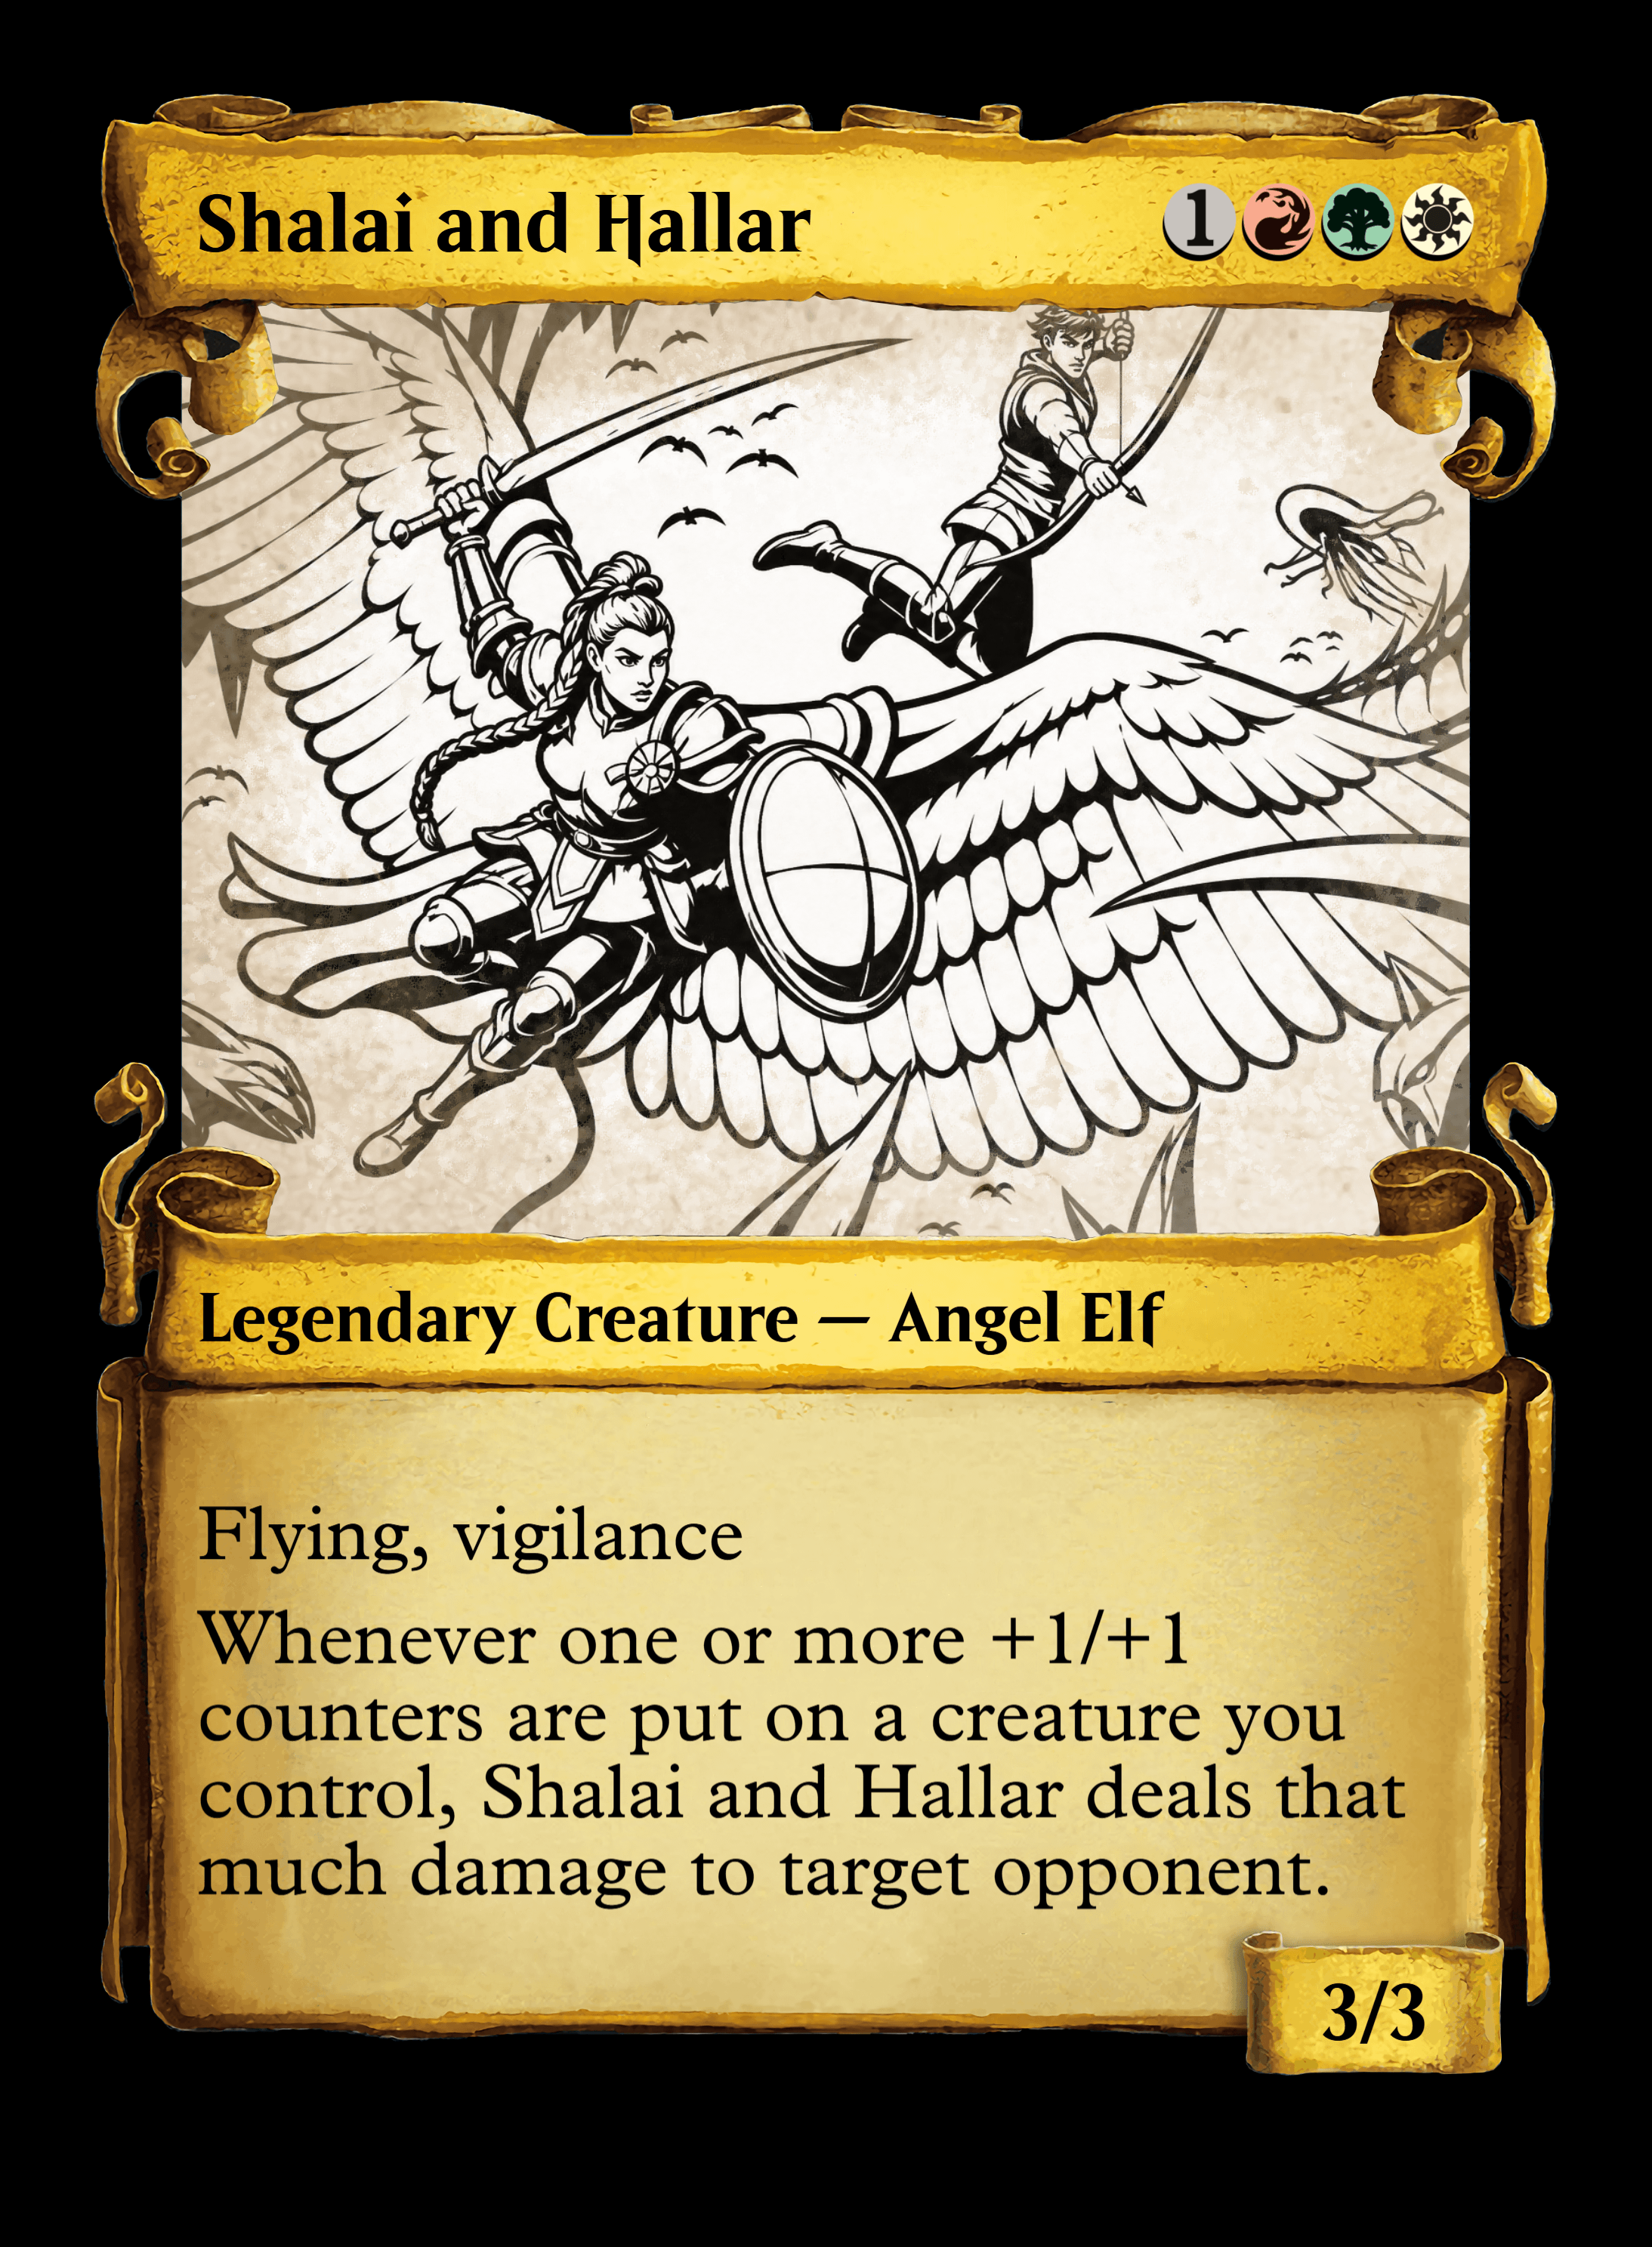 Shalai and Hallar 1
Legendary Creature — Angel Elf
Flying, vigilance
Whenever one or more +1/+1
counters are put on a creature you
control, Shalai and Hallar deals that
much damage to target opponent.
3/3